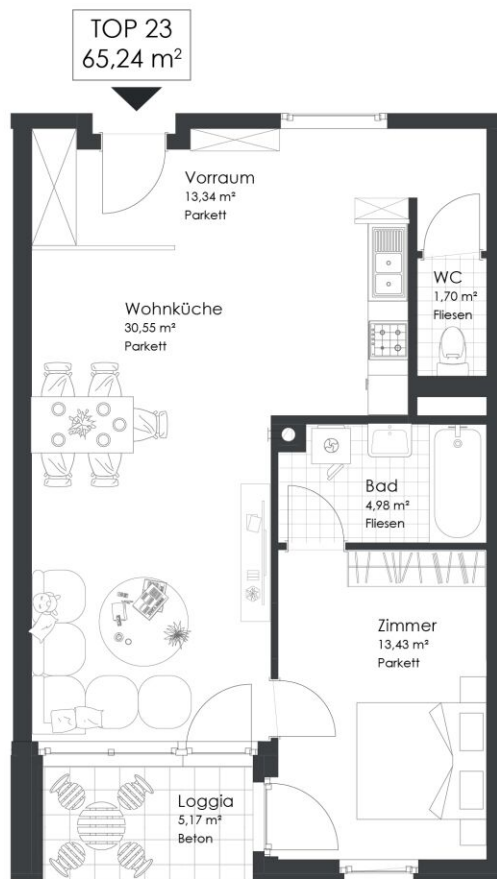 TOP 23
65,24 m²
Vorraum
13,34 m²
Parkett
WC
1,70 m²
Fliesen
Wohnküche
30,55 m²
Parkett
Bad
4,98 m²
Fliesen
Zimmer
13,43 m²
Parkett
Loggia
5,17 m²
Beton